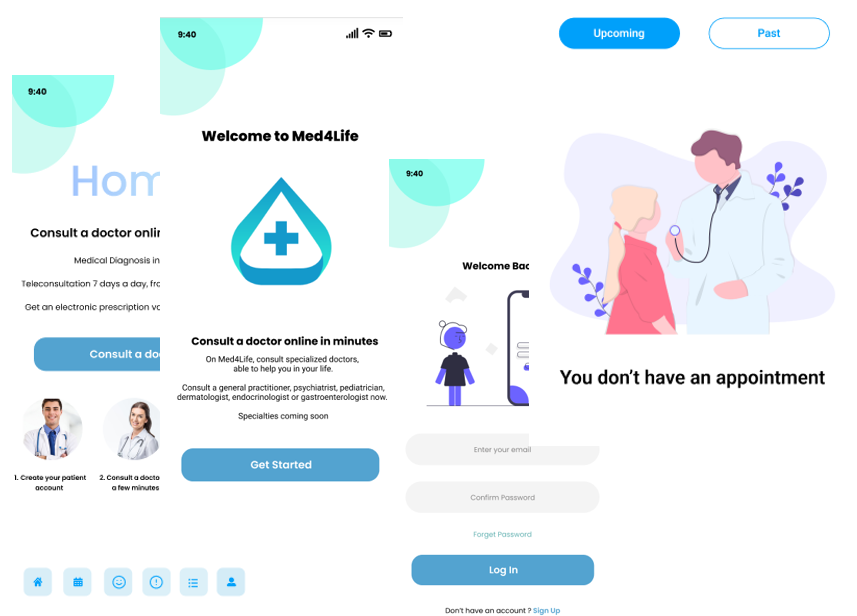 9:40
Hom
Consult a doctor onlin
Medical Diagnosis in
Teleconsultation 7 days a day, fro
Get an electronic prescription va
Consult a do
1. Create your patient
account
2. Consult a docto
a few minutes
9:40
Welcome to Med4Life
Consult a doctor online in minutes
On Med4Life, consult specialized doctors,
able to help you in your life.
Consult a general practitioner, psychiatrist, pediatrician,
dermatologist, endocrinologist or gastroenterologist now.
Specialties coming soon
Get Started
9:40
Welcome Bac
Enter your email
Confirm Password
Forget Password
Log In
Don't have an account ? Sign Up
Upcoming
Past
You don't have an appointment